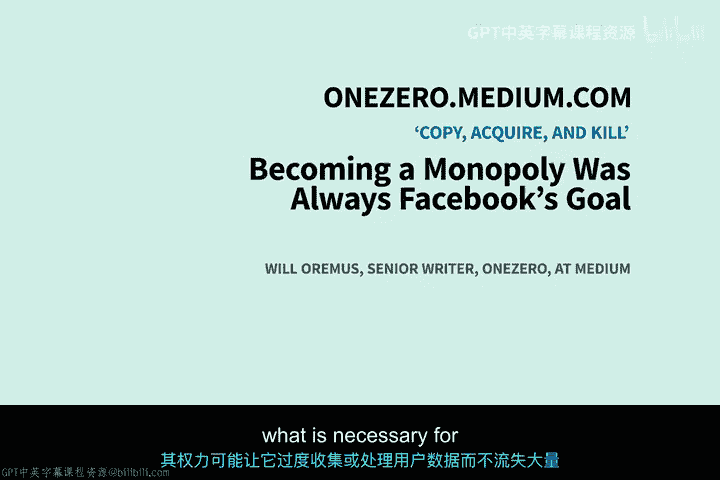 GPT中英字幕课程资源
ONEZERO.MEDIUM.COM
‘COPY, ACQUIRE, AND KILL’
Becoming a Monopoly Was
Always Facebook’s Goal
WILL OREMUS, SENIOR WRITER, ONEZERO, AT MEDIUM
what is necessary for
其权力可能让它过度收集或处理用户数据而不流失大量
GPT中英字幕课程资源@bilibili.com